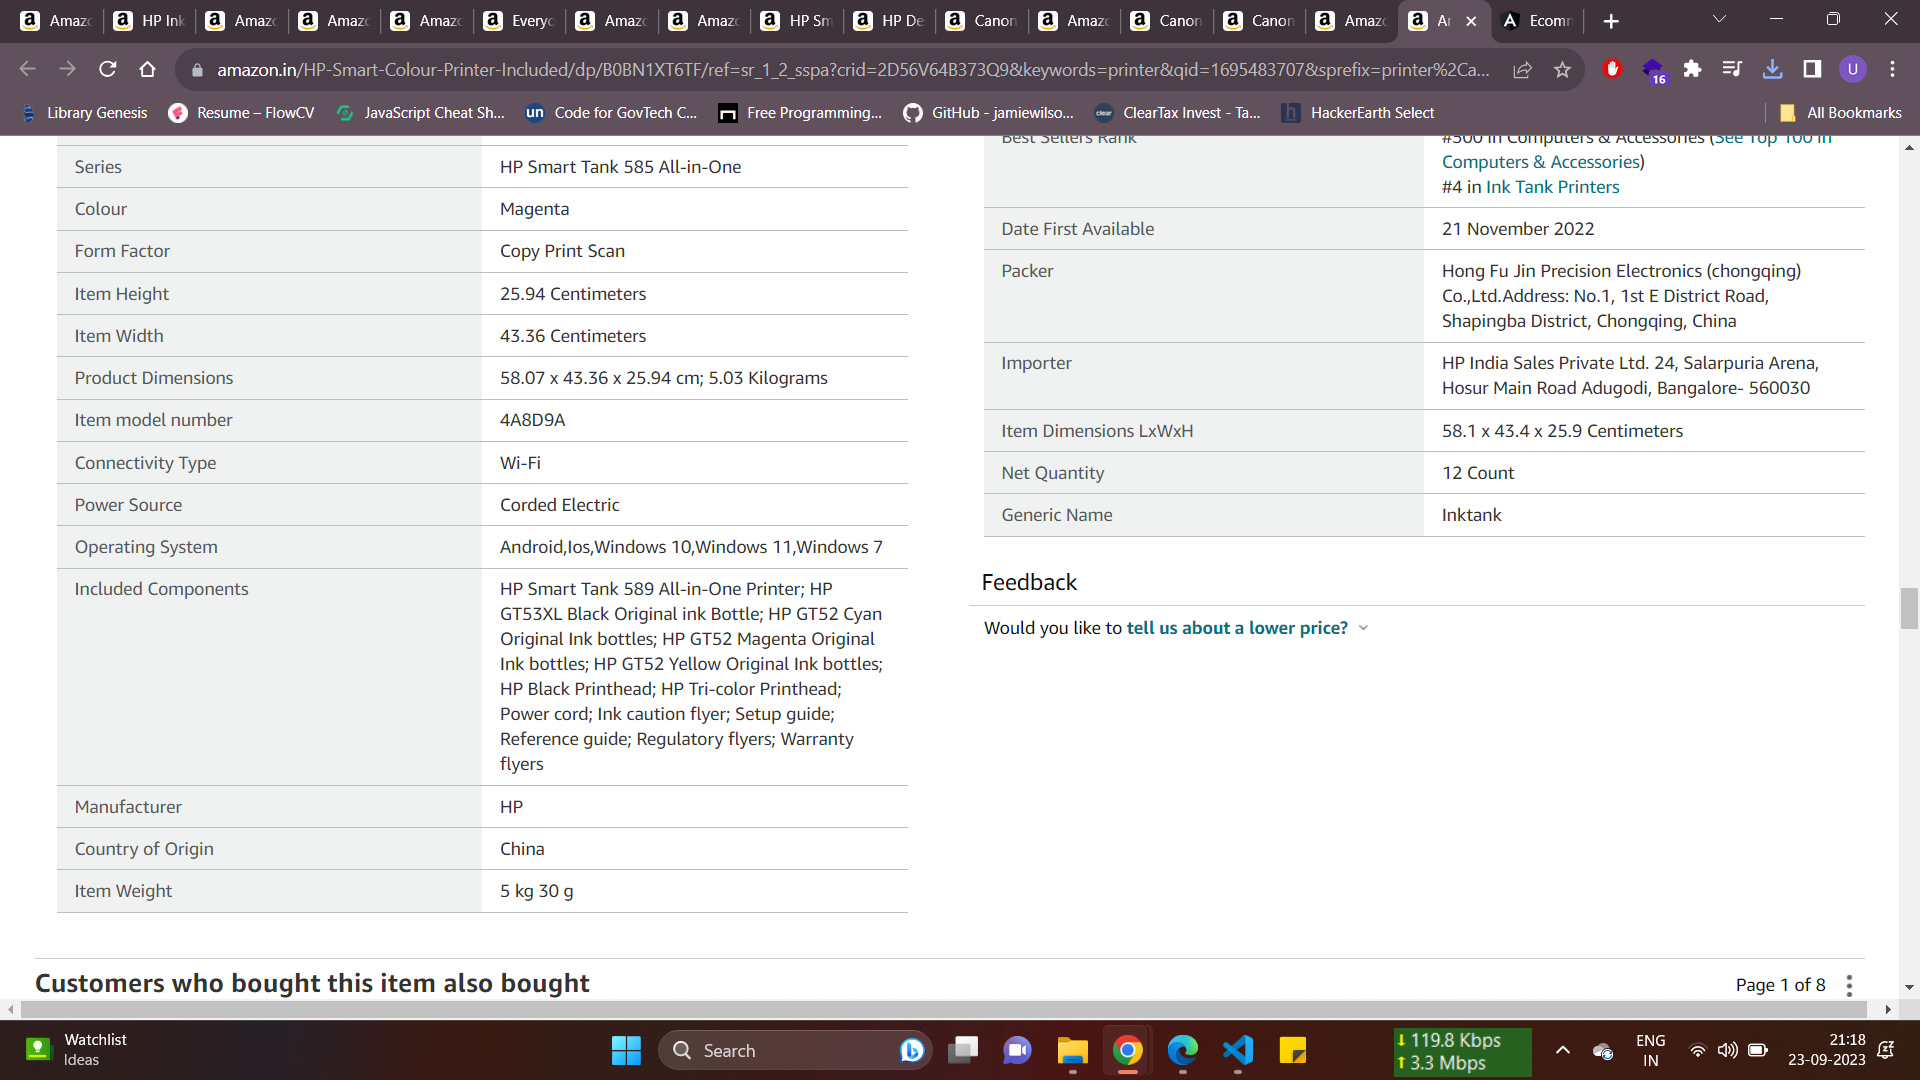 Amazo
HP Ink
Amazo
Amazo
Amazo
Everyc
Amazo
Amazo
HP Sm
HP De
Canon
Amazo
Canon
Canon
Amazo
Ar
Ecomm
amazon.in/HP-Smart-Colour-Printer-Included/dp/B0BN1XT6TF/ref=sr_1_2_sspa?crid=2D56V64B373Q9&keywords=printer&qid=1695483707&sprefix=printer%2Ca...
16
U
Library Genesis
Resume – FlowCV
JavaScript Cheat Sh...
un Code for GovTech C...
Free Programming...
GitHub - jamiewilso...
clear ClearTax Invest - Ta...
h HackerEarth Select
All Bookmarks
Series HP Smart Tank 585 All-in-One
Colour Magenta
Form Factor Copy Print Scan
Item Height 25.94 Centimeters
Item Width 43.36 Centimeters
Product Dimensions 58.07 x 43.36 x 25.94 cm; 5.03 Kilograms
Item model number 4A8D9A
Connectivity Type Wi-Fi
Power Source Corded Electric
Operating System Android,Ios,Windows 10,Windows 11,Windows 7
Included Components HP Smart Tank 589 All-in-One Printer; HP
GT53XL Black Original ink Bottle; HP GT52 Cyan
Original Ink bottles; HP GT52 Magenta Original
Ink bottles; HP GT52 Yellow Original Ink bottles;
HP Black Printhead; HP Tri-color Printhead;
Power cord; Ink caution flyer; Setup guide;
Reference guide; Regulatory flyers; Warranty
flyers
Manufacturer HP
Country of Origin China
Item Weight 5 kg 30 g
Best Sellers Rank #500 in Computers & Accessories (See Top 100 in
Computers & Accessories)
#4 in Ink Tank Printers
Date First Available 21 November 2022
Packer Hong Fu Jin Precision Electronics (chongqing)
Co.,Ltd.Address: No.1, 1st E District Road,
Shapingba District, Chongqing, China
Importer HP India Sales Private Ltd. 24, Salarpuria Arena,
Hosur Main Road Adugodi, Bangalore- 560030
Item Dimensions LxWxH 58.1 x 43.4 x 25.9 Centimeters
Net Quantity 12 Count
Generic Name Inktank
Feedback
Would you like to tell us about a lower price?
Customers who bought this item also bought
Page 1 of 8
Watchlist
Ideas
Search
119.8 Kbps
3.3 Mbps
ENG
IN
21:18
23-09-2023